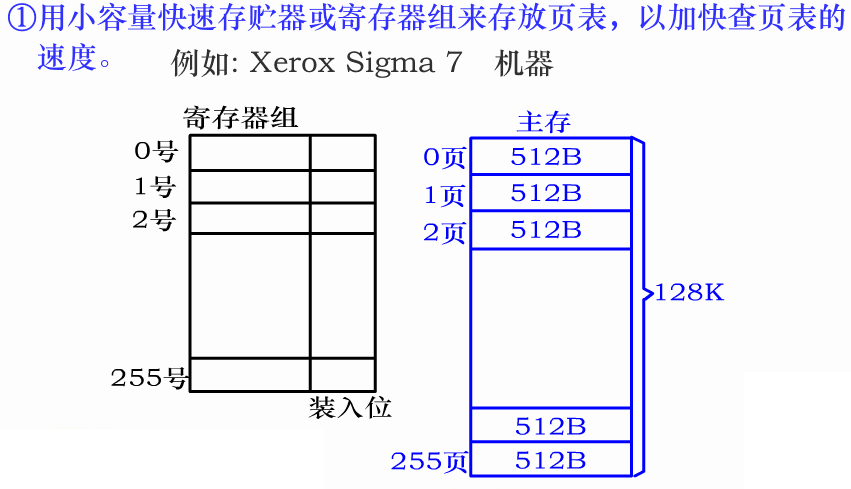 ①用小容量快速存贮器或寄存器组来存放页表，以加快查页表的
速度。 例如: Xerox Sigma 7 机器
寄存器组
0号
1号
2号
255号
装入位
主存
0页 512B
1页 512B
2页 512B
128K
512B
255页 512B